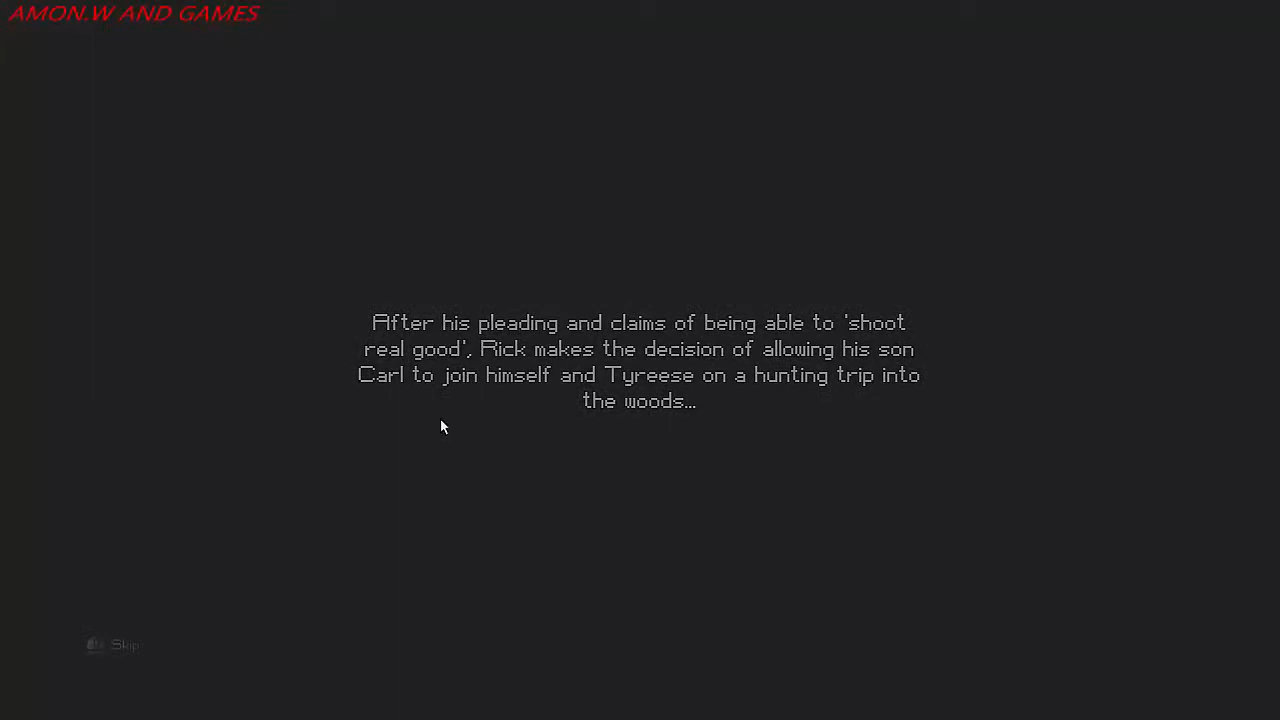 AMON.W AND GAMES
After his pleading and claims of being able to 'shoot
real good', Rick makes the decision of allowing his son
Carl to join himself and Tyreese on a hunting trip into
the woods...
Skip